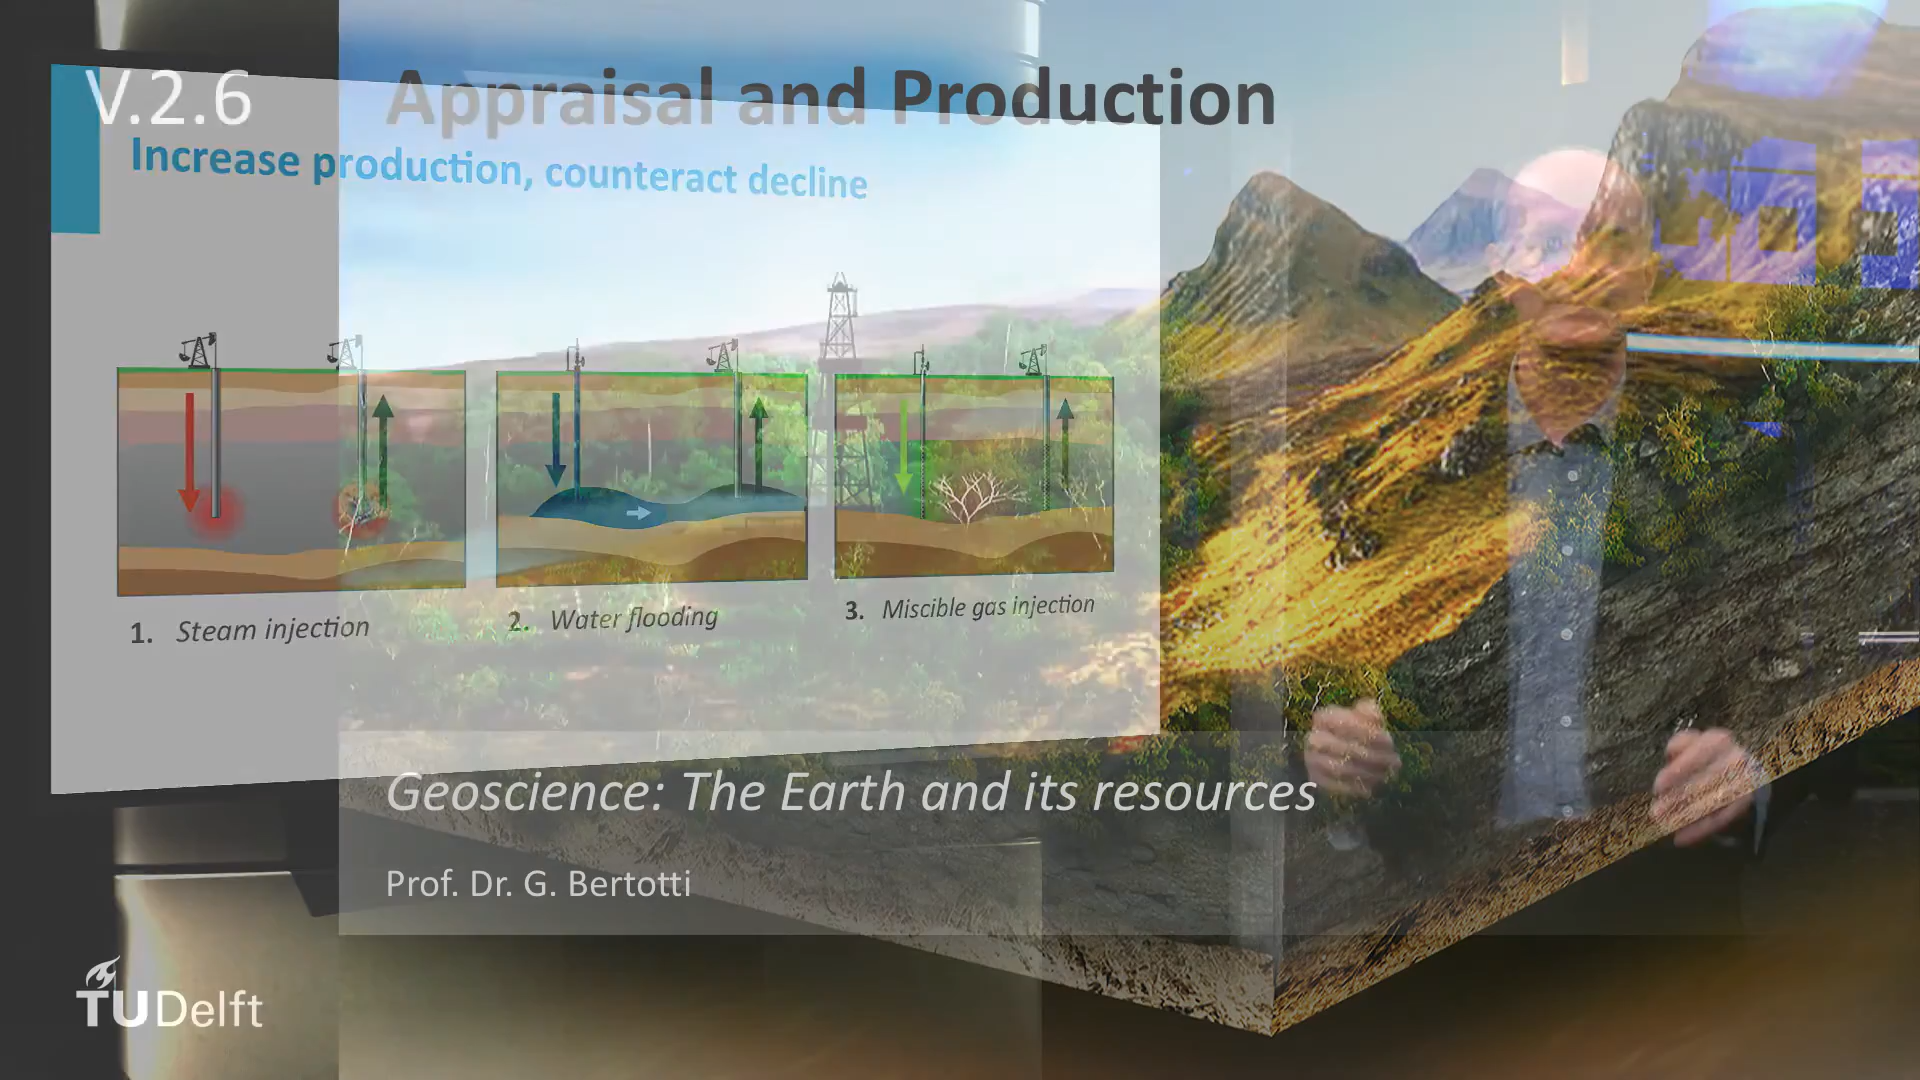 V.2.6
Appraisal and Production
Increase production, counteract decline
1. Steam injection
2. Water flooding
3. Miscible gas injection
Geoscience: The Earth and its resources
Prof. Dr. G. Bertotti
TUDelft